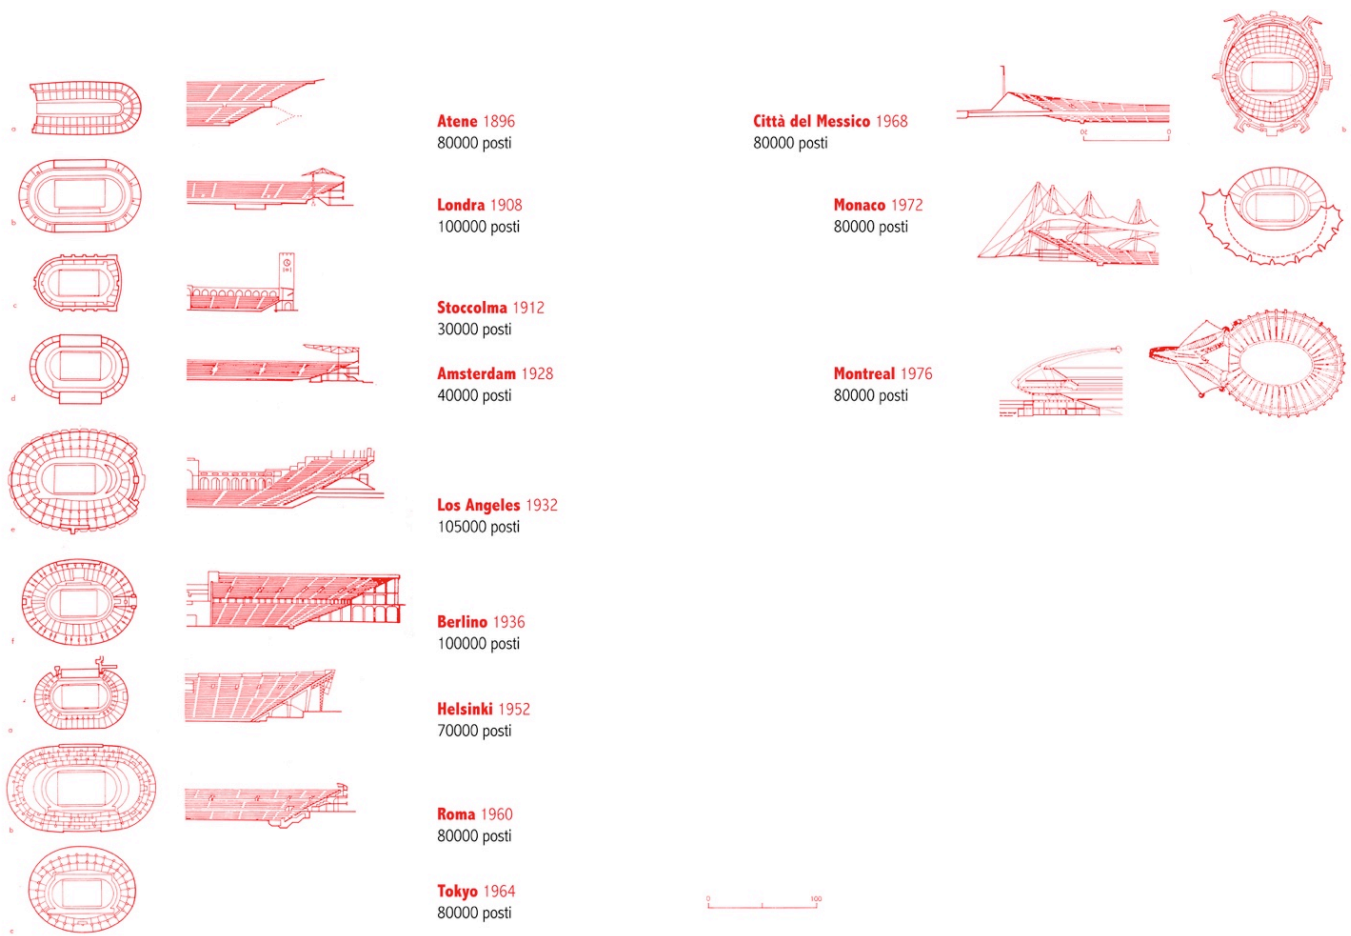 a
Atene 1896
80000 posti
b
Londra 1908
100000 posti
c
Stoccolma 1912
30000 posti
d
Amsterdam 1928
40000 posti
e
Los Angeles 1932
105000 posti
f
Berlino 1936
100000 posti
a
Helsinki 1952
70000 posti
b
Roma 1960
80000 posti
c
Tokyo 1964
80000 posti
Città del Messico 1968
80000 posti
Monaco 1972
80000 posti
Montreal 1976
80000 posti
0 100